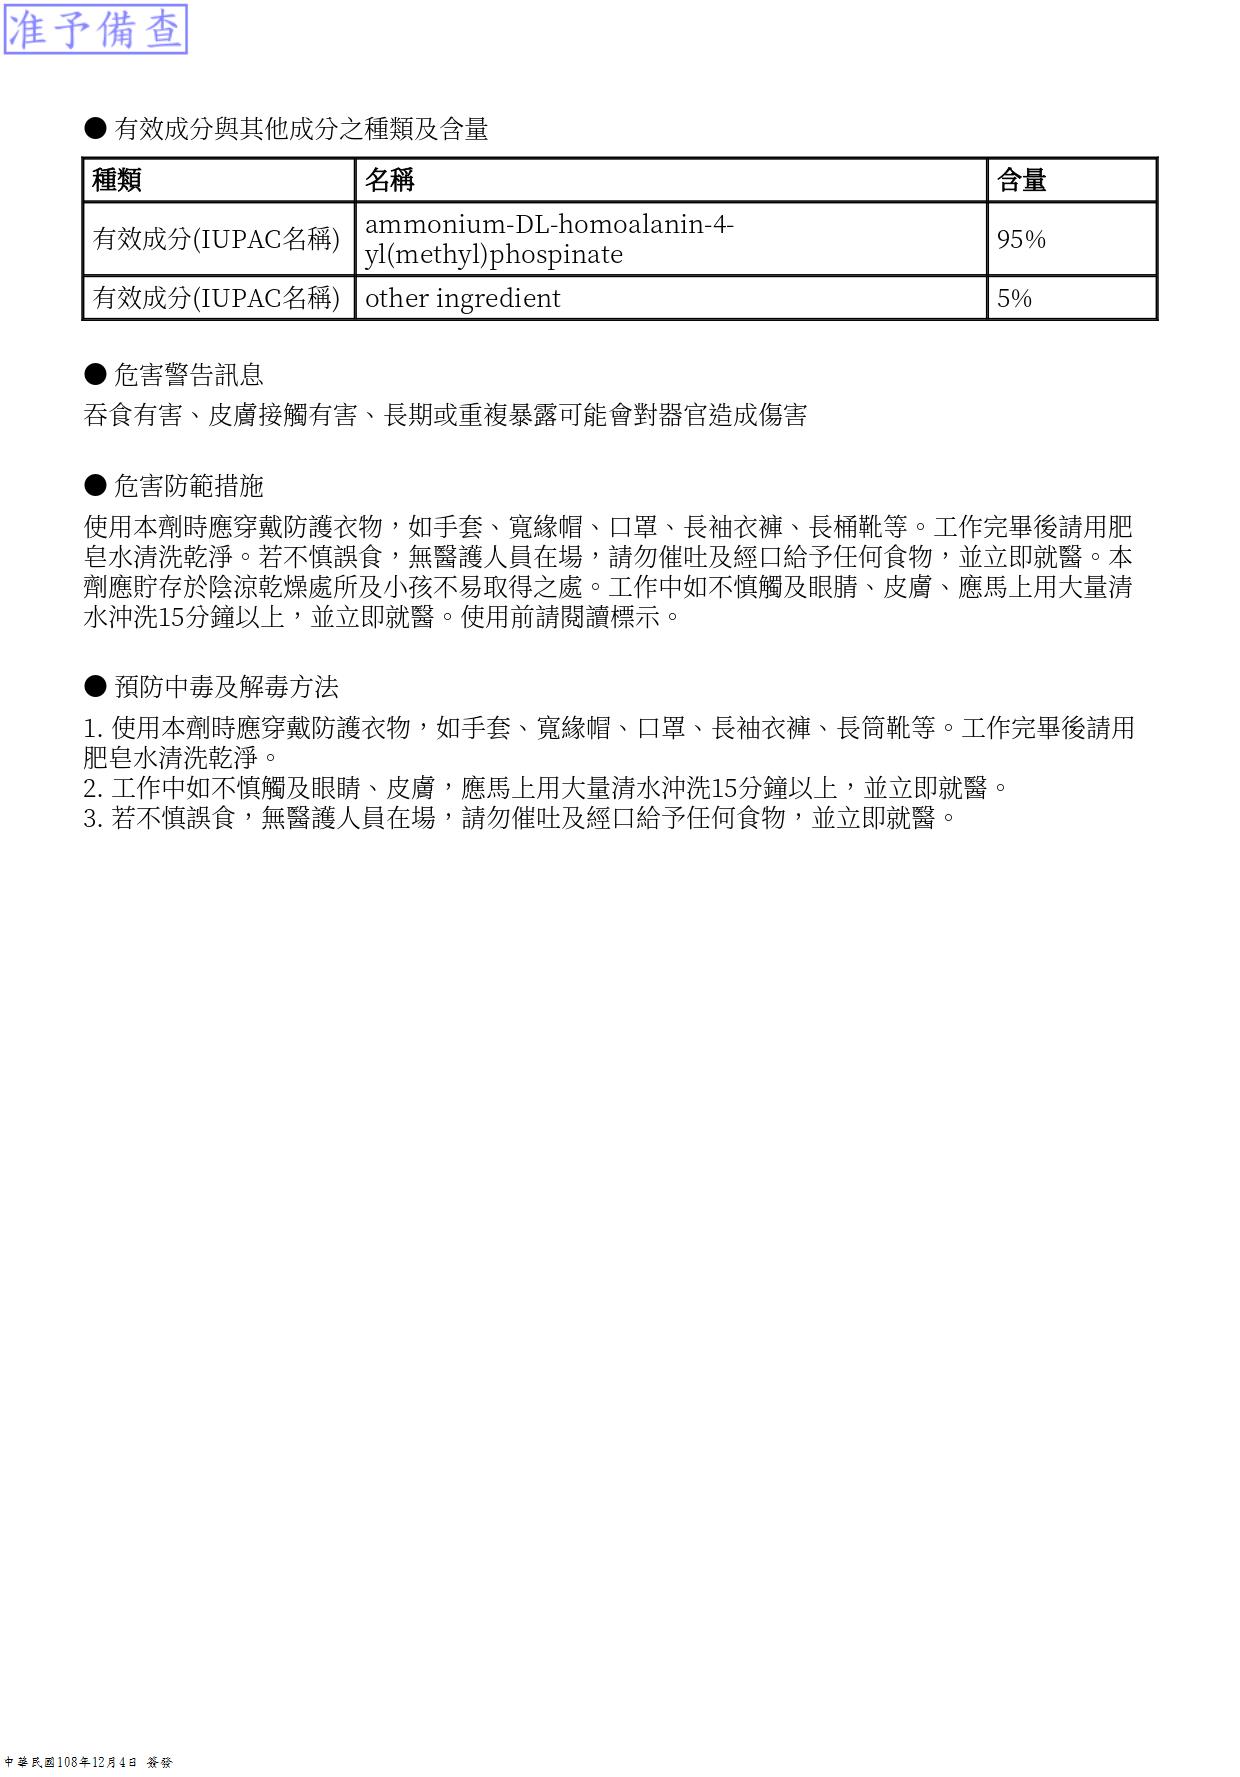 准予備查
● 有效成分與其他成分之種類及含量
種類 名稱 含量
有效成分(IUPAC名稱) ammonium-DL-homoalanin-4-
yl(methyl)phospinate 95%
有效成分(IUPAC名稱) other ingredient 5%
● 危害警告訊息
吞食有害、皮膚接觸有害、長期或重複暴露可能會對器官造成傷害
● 危害防範措施
使用本劑時應穿戴防護衣物，如手套、寬緣帽、口罩、長袖衣褲、長桶靴等。工作完畢後請用肥
皂水清洗乾淨。若不慎誤食，無醫護人員在場，請勿催吐及經口給予任何食物，並立即就醫。本
劑應貯存於陰涼乾燥處所及小孩不易取得之處。工作中如不慎觸及眼睛、皮膚、應馬上用大量清
水沖洗15分鐘以上，並立即就醫。使用前請閱讀標示。
● 預防中毒及解毒方法
1. 使用本劑時應穿戴防護衣物，如手套、寬緣帽、口罩、長袖衣褲、長筒靴等。工作完畢後請用
肥皂水清洗乾淨。
2. 工作中如不慎觸及眼睛、皮膚，應馬上用大量清水沖洗15分鐘以上，並立即就醫。
3. 若不慎誤食，無醫護人員在場，請勿催吐及經口給予任何食物，並立即就醫。
中華民國108年12月4日 簽發